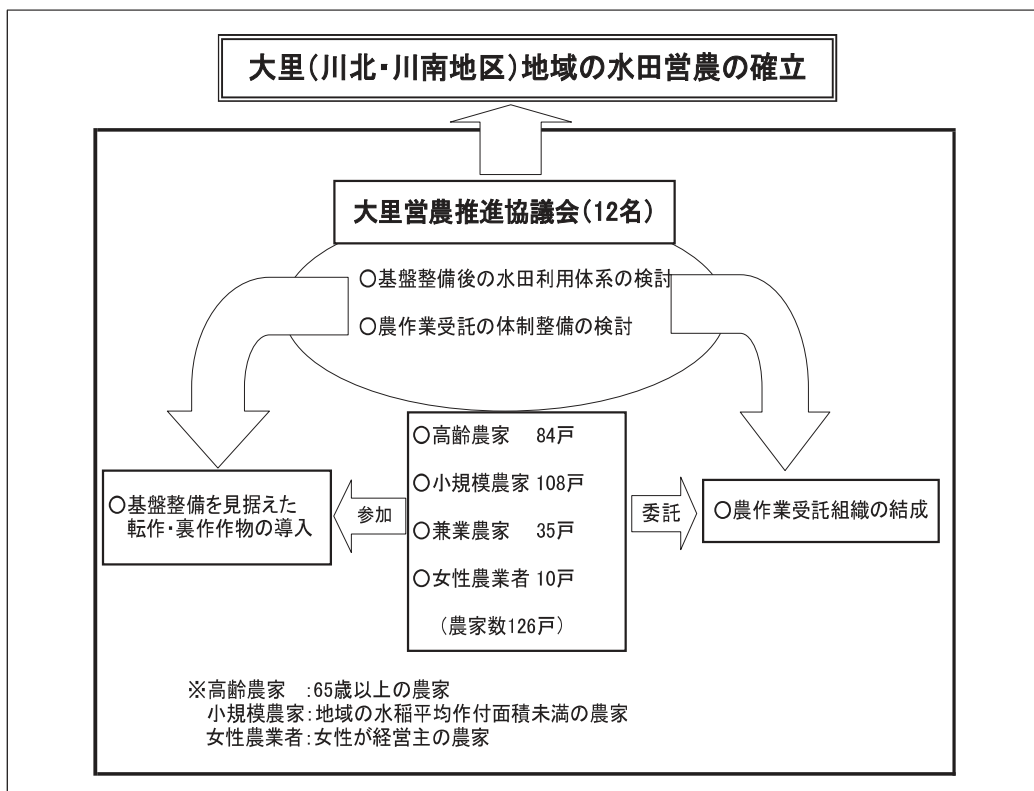 大里(川北・川南地区)地域の水田営農の確立
大里営農推進協議会(12名)
○基盤整備後の水田利用体系の検討
○農作業受託の体制整備の検討
○高齢農家 84戸
○小規模農家 108戸
○兼業農家 35戸
○女性農業者 10戸
(農家数126戸)
参加
委託
○基盤整備を見据えた
転作・裏作作物の導入
○農作業受託組織の結成
※高齢農家 :65歳以上の農家
小規模農家:地域の水稲平均作付面積未満の農家
女性農業者:女性が経営主の農家